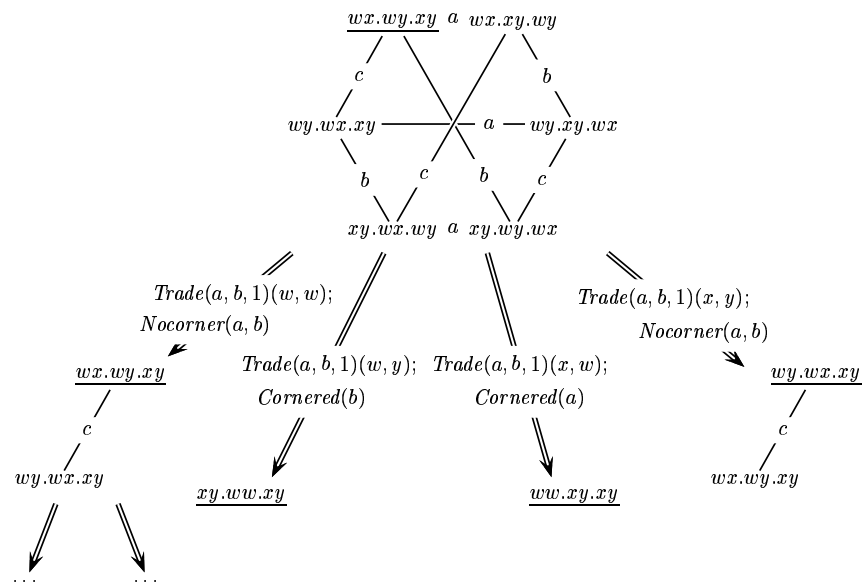 wx.wy.xy a wx.xy.wy
c b
wy.wx.xy a wy.xy.wx
b c b c
xy.wx.wy a xy.wy.wx
Trade(a, b, 1)(w, w);
Nocorner(a, b)
Trade(a, b, 1)(x, y);
Nocorner(a, b)
Trade(a, b, 1)(w, y);
Cornered(b)
Trade(a, b, 1)(x, w);
Cornered(a)
wx.wy.xy
wy.wx.xy
c
c
wy.wx.xy
wx.wy.xy
xy.ww.xy
ww.xy.xy
... ...